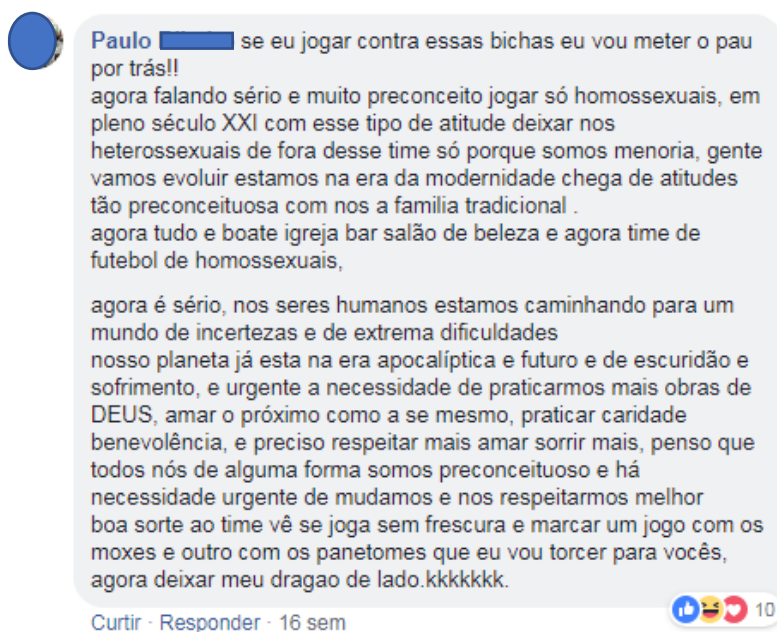 Paulo se eu jogar contra essas bichas eu vou meter o pau
por trás!!
agora falando sério e muito preconceito jogar só homossexuais, em
pleno século XXI com esse tipo de atitude deixar nos
heterossexuais de fora desse time só porque somos menoria, gente
vamos evoluir estamos na era da modernidade chega de atitudes
tão preconceituosa com nos a familia tradicional .
agora tudo e boate igreja bar salão de beleza e agora time de
futebol de homossexuais,
agora é sério, nos seres humanos estamos caminhando para um
mundo de incertezas e de extrema dificuldades
nosso planeta já esta na era apocalíptica e futuro e de escuridão e
sofrimento, e urgente a necessidade de praticarmos mais obras de
DEUS, amar o próximo como a se mesmo, praticar caridade
benevolência, e preciso respeitar mais amar sorrir mais, penso que
todos nós de alguma forma somos preconceituoso e há
necessidade urgente de mudamos e nos respeitarmos melhor
boa sorte ao time vê se joga sem frescura e marcar um jogo com os
moxes e outro com os panetomes que eu vou torcer para vocês,
agora deixar meu dragao de lado.kkkkkkk.
10
Curtir · Responder · 16 sem